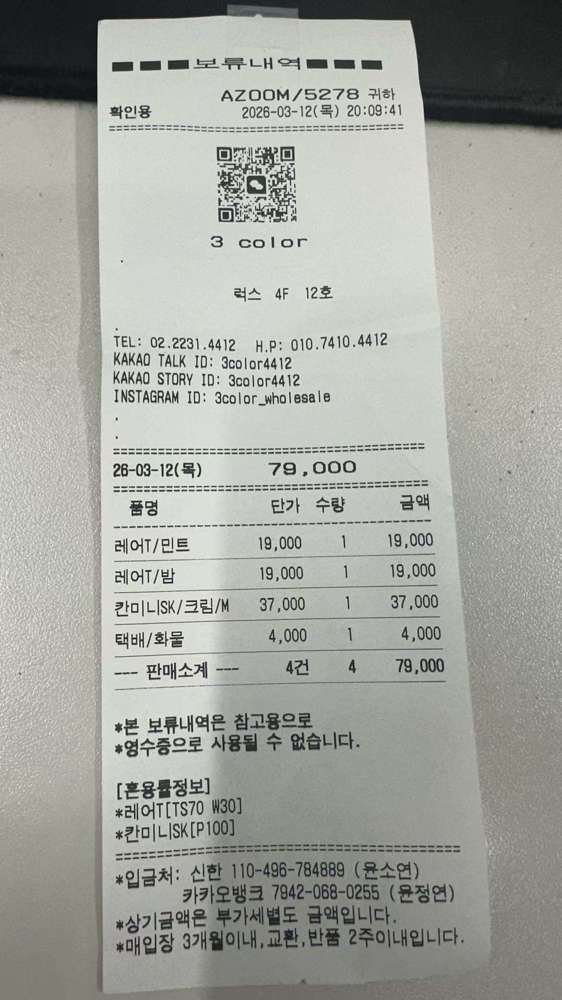 ■■■보류내역■■■
AZOOM/5278 귀하
확인용 2026-03-12(목) 20:09:41
3 color
럭스 4F 12호
TEL: 02.2231.4412 H.P: 010.7410.4412
KAKAO TALK ID: 3color4412
KAKAO STORY ID: 3color4412
INSTAGRAM ID: 3color_wholesale
26-03-12(목) 79,000
품명 단가 수량 금액
레어T/민트 19,000 1 19,000
레어T/밤 19,000 1 19,000
칸미니SK/크림/M 37,000 1 37,000
택배/화물 4,000 1 4,000
--- 판매소계 --- 4건 4 79,000
*본 보류내역은 참고용으로
*영수증으로 사용될 수 없습니다.
[혼용률정보]
*레어T[TS70 W30]
*칸미니SK[P100]
*입금처: 신한 110-496-784889 (윤소연)
카카오뱅크 7942-068-0255 (윤정연)
*상기금액은 부가세별도 금액입니다.
*매입장 3개월이내,교환,반품 2주이내입니다.